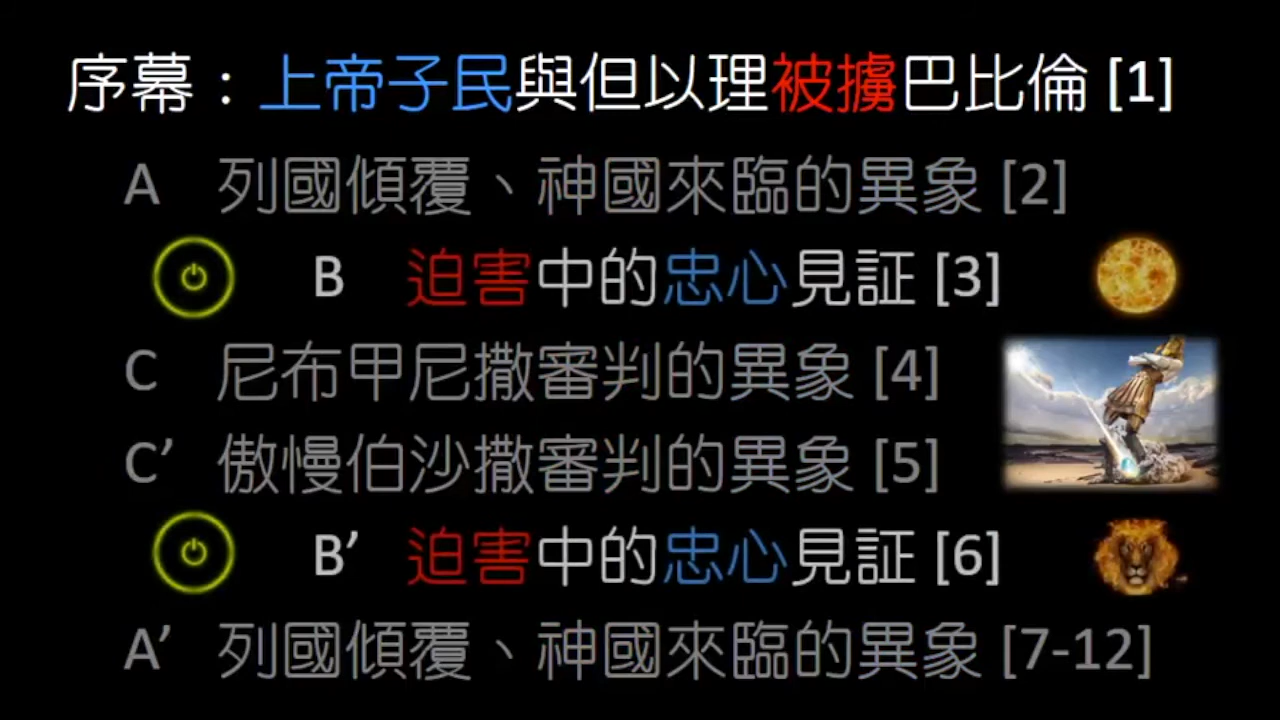 序幕：上帝子民與但以理被擄巴比倫 [1]
A 列國傾覆、神國來臨的異象 [2]
B 迫害中的忠心見証 [3]
C 尼布甲尼撒審判的異象 [4]
C’ 傲慢伯沙撒審判的異象 [5]
B’ 迫害中的忠心見証 [6]
A’ 列國傾覆、神國來臨的異象 [7-12]